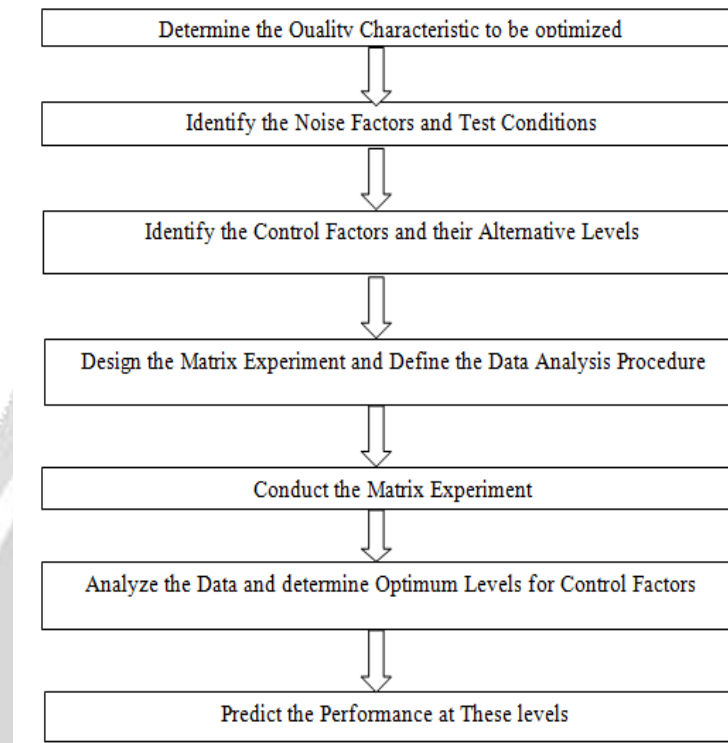 Determine the Quality Characteristic to be optimized
Identify the Noise Factors and Test Conditions
Identify the Control Factors and their Alternative Levels
Design the Matrix Experiment and Define the Data Analysis Procedure
Conduct the Matrix Experiment
Analyze the Data and determine Optimum Levels for Control Factors
Predict the Performance at These levels